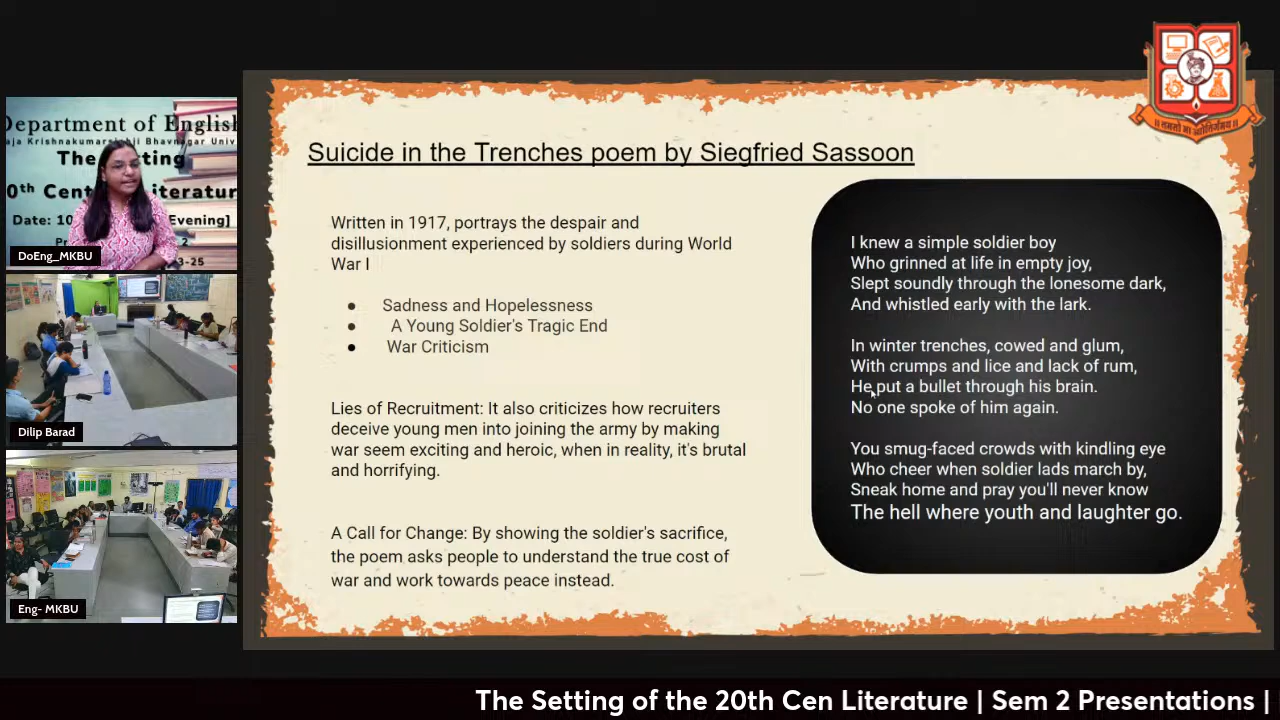 Department of English
Krishnakumarsinhji Bhavnagar
The Setting
Cent
Literatur
Date: 10
Evening]
3-25
DoEng_MKBU
Dilip Barad
Eng- MKBU
Suicide in the Trenches poem by Siegfried Sassoon
Written in 1917, portrays the despair and
disillusionment experienced by soldiers during World
War I
● Sadness and Hopelessness
● A Young Soldier's Tragic End
● War Criticism
Lies of Recruitment: It also criticizes how recruiters
deceive young men into joining the army by making
war seem exciting and heroic, when in reality, it's brutal
and horrifying.
A Call for Change: By showing the soldier's sacrifice,
the poem asks people to understand the true cost of
war and work towards peace instead.
I knew a simple soldier boy
Who grinned at life in empty joy,
Slept soundly through the lonesome dark,
And whistled early with the lark.
In winter trenches, cowed and glum,
With crumps and lice and lack of rum,
He put a bullet through his brain.
No one spoke of him again.
You smug-faced crowds with kindling eye
Who cheer when soldier lads march by,
Sneak home and pray you'll never know
The hell where youth and laughter go.
The Setting of the 20th Cen Literature | Sem 2 Presentations |